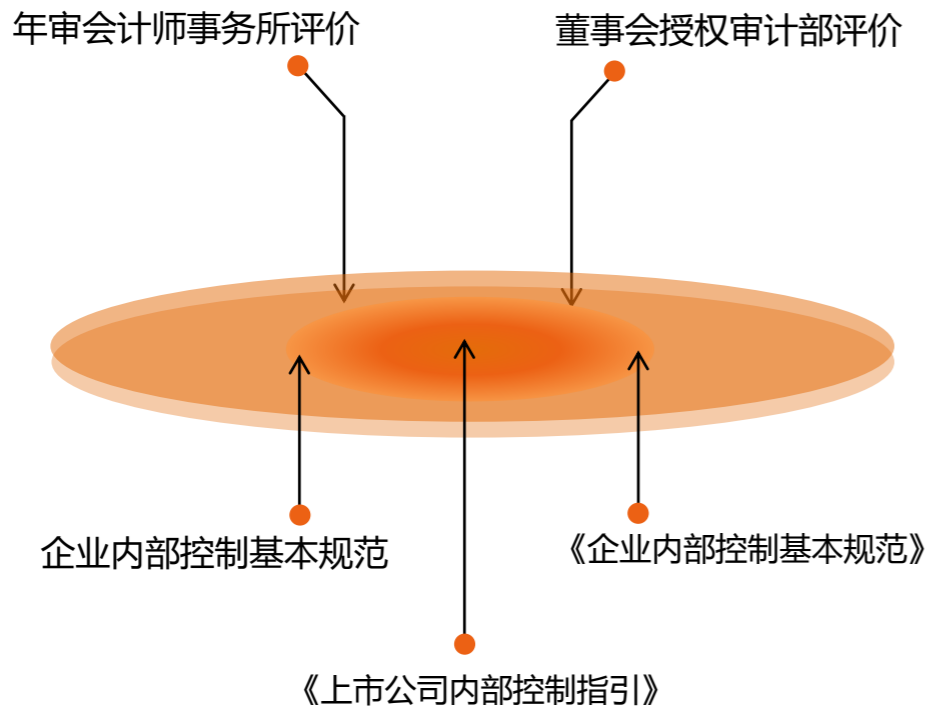 年审会计师事务所评价
董事会授权审计部评价
企业内部控制基本规范
《企业内部控制基本规范》
《上市公司内部控制指引》